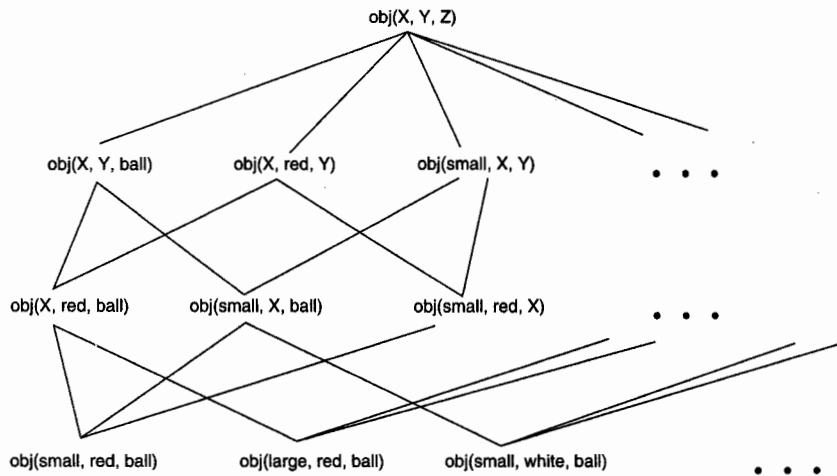 obj(X, Y, Z)
obj(X, Y, ball) obj(X, red, Y) obj(small, X, Y) • • •
obj(X, red, ball) obj(small, X, ball) obj(small, red, X) • • •
obj(small, red, ball) obj(large, red, ball) obj(small, white, ball) • • •